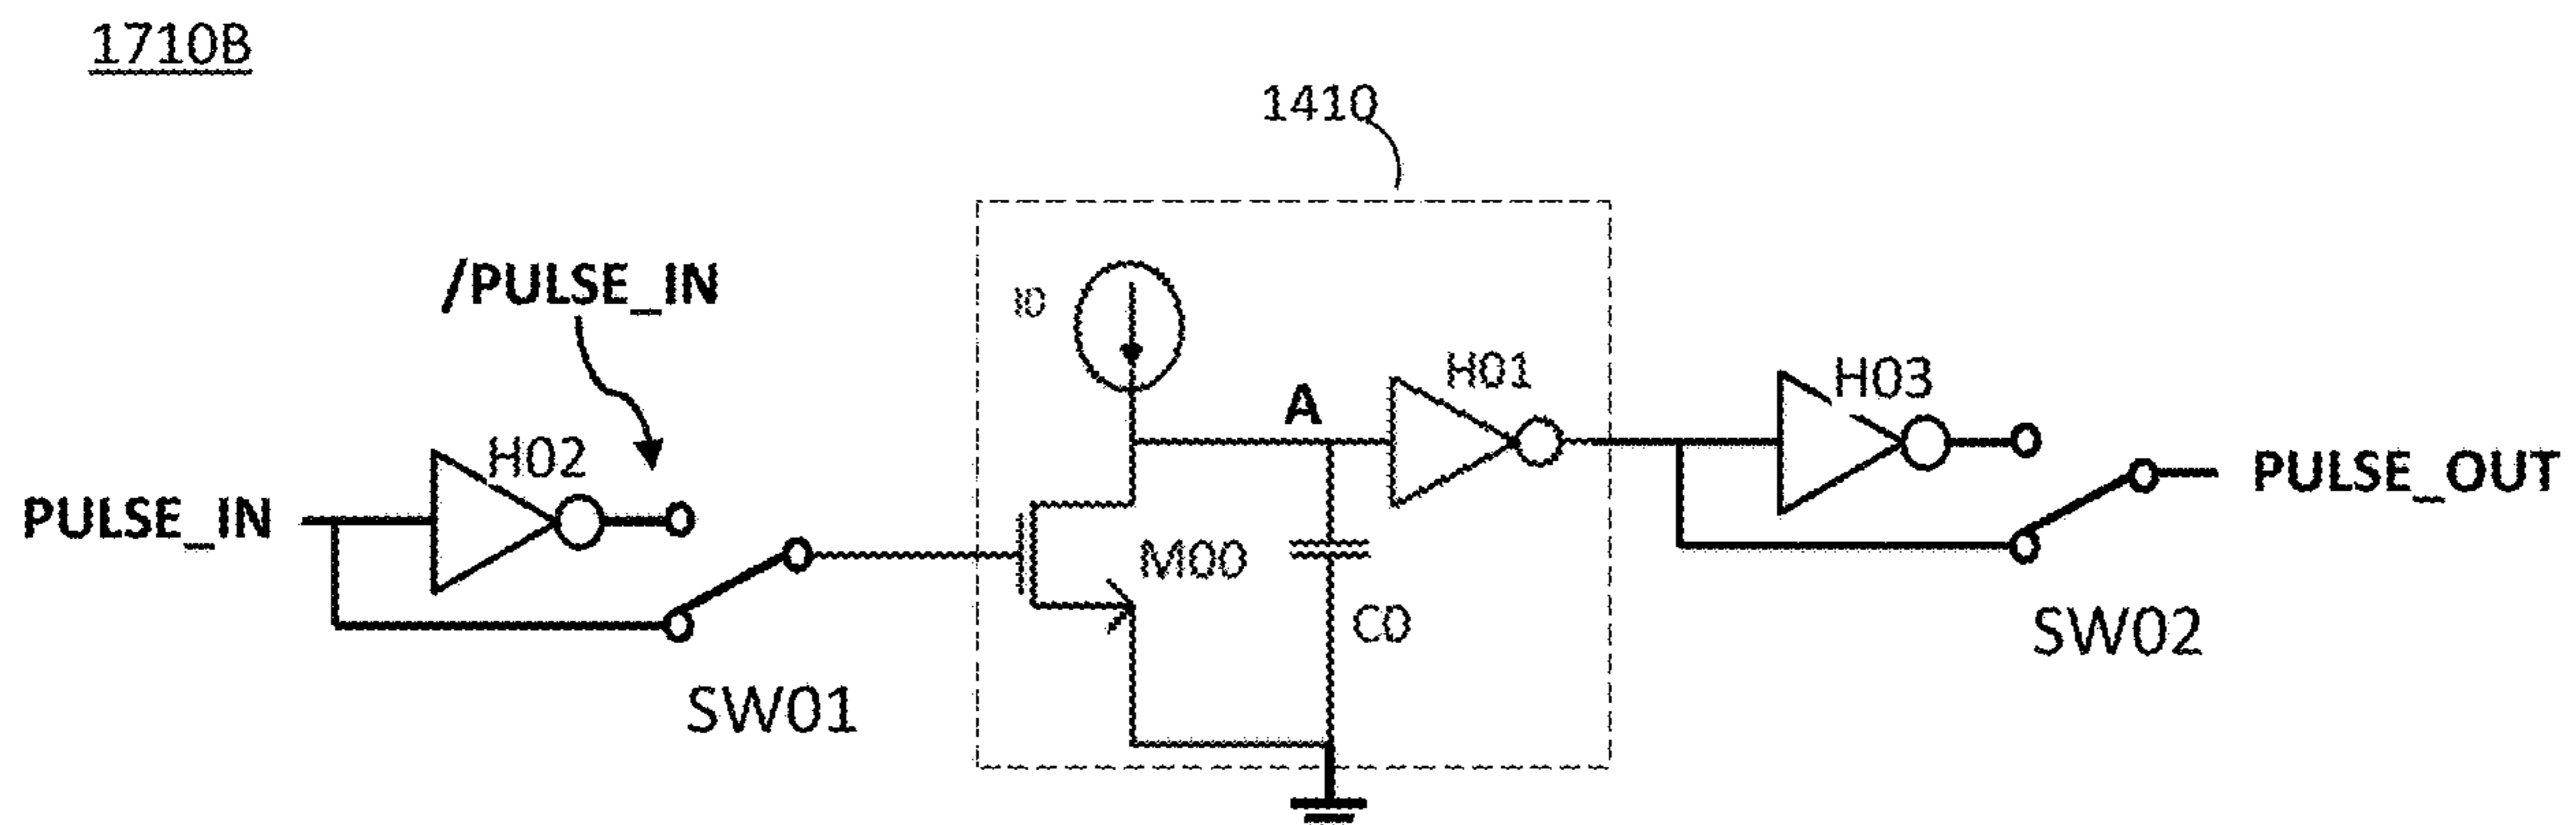 1710B
1410
/PULSE_IN
I0
A
H01
H03
H02
PULSE_IN
M00
C0
PULSE_OUT
SW01
SW02